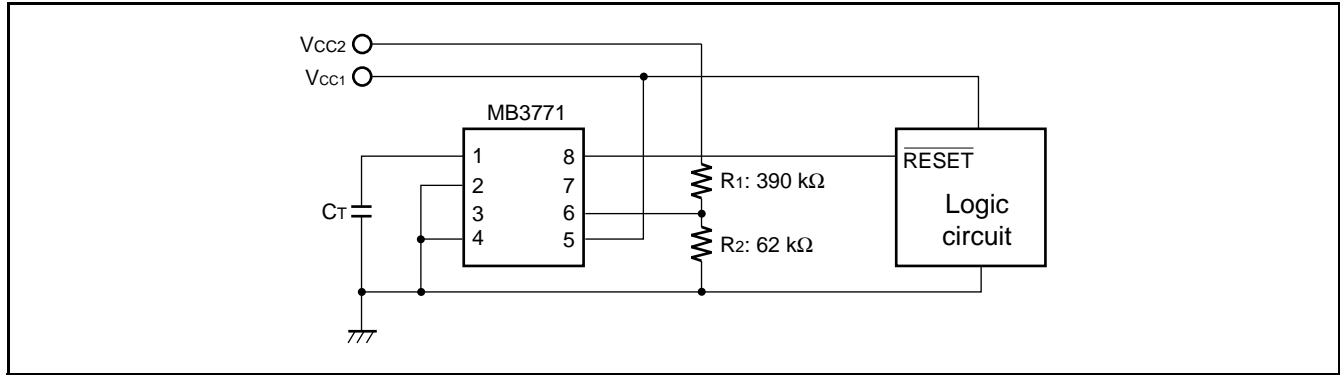 VCC2
VCC1
MB3771
1 8
2 7
3 6
4 5
CT
R1: 390 kΩ
R2: 62 kΩ
RESET
Logic
circuit